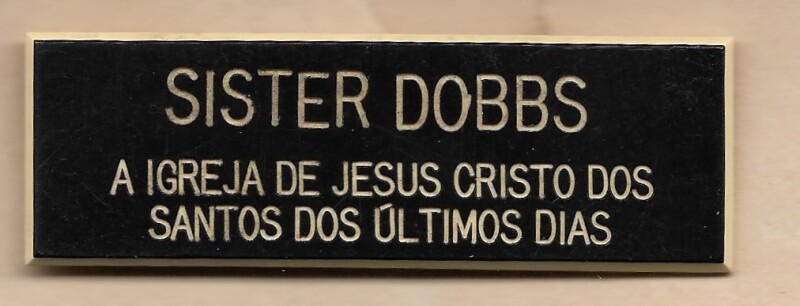 SISTER DOBBS
A IGREJA DE JESUS CRISTO DOS
SANTOS DOS ÚLTIMOS DIAS